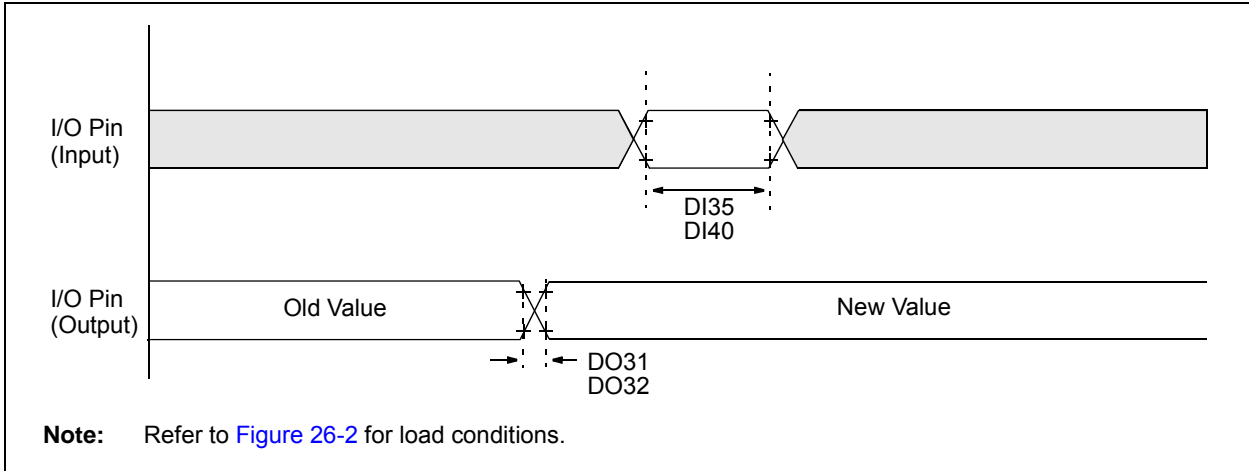 I/O Pin
(Input)
DI35
DI40
I/O Pin
(Output)
Old Value
New Value
DO31
DO32
Note: Refer to Figure 26-2 for load conditions.